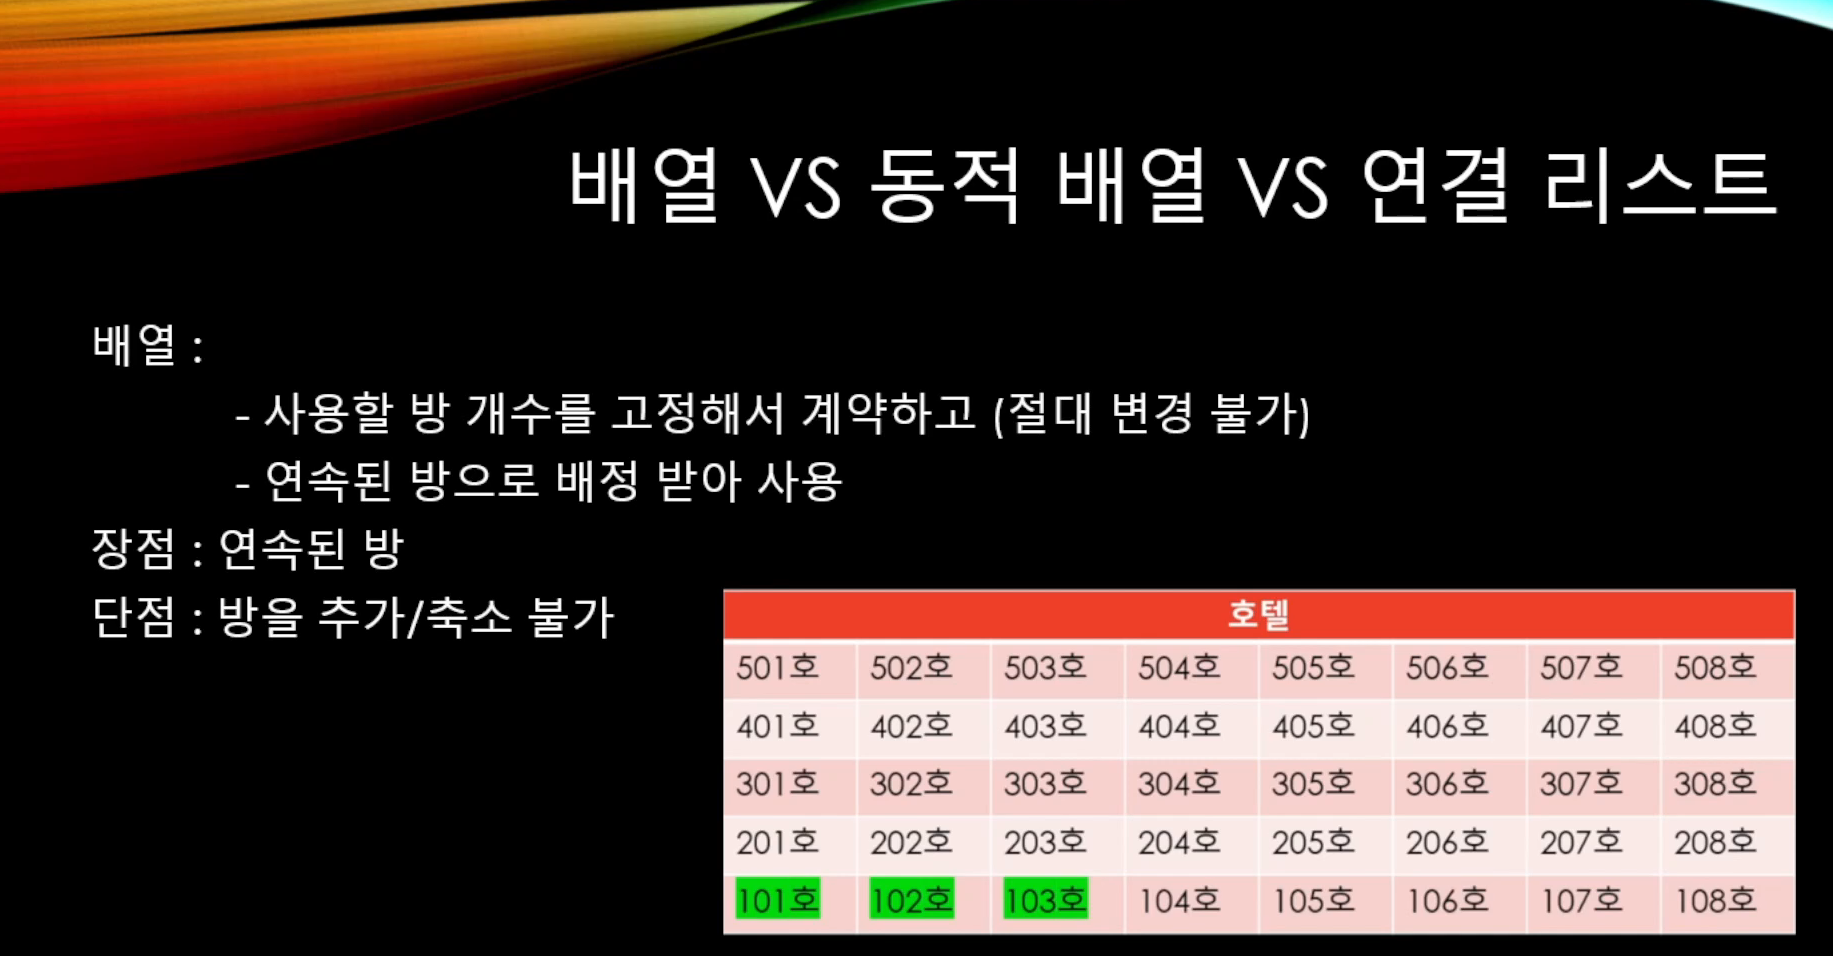 배열 VS 동적 배열 VS 연결 리스트
배열 :
- 사용할 방 개수를 고정해서 계약하고 (절대 변경 불가)
- 연속된 방으로 배정 받아 사용
장점 : 연속된 방
단점 : 방을 추가/축소 불가
호텔
501호 502호 503호 504호 505호 506호 507호 508호
401호 402호 403호 404호 405호 406호 407호 408호
301호 302호 303호 304호 305호 306호 307호 308호
201호 202호 203호 204호 205호 206호 207호 208호
101호 102호 103호 104호 105호 106호 107호 108호